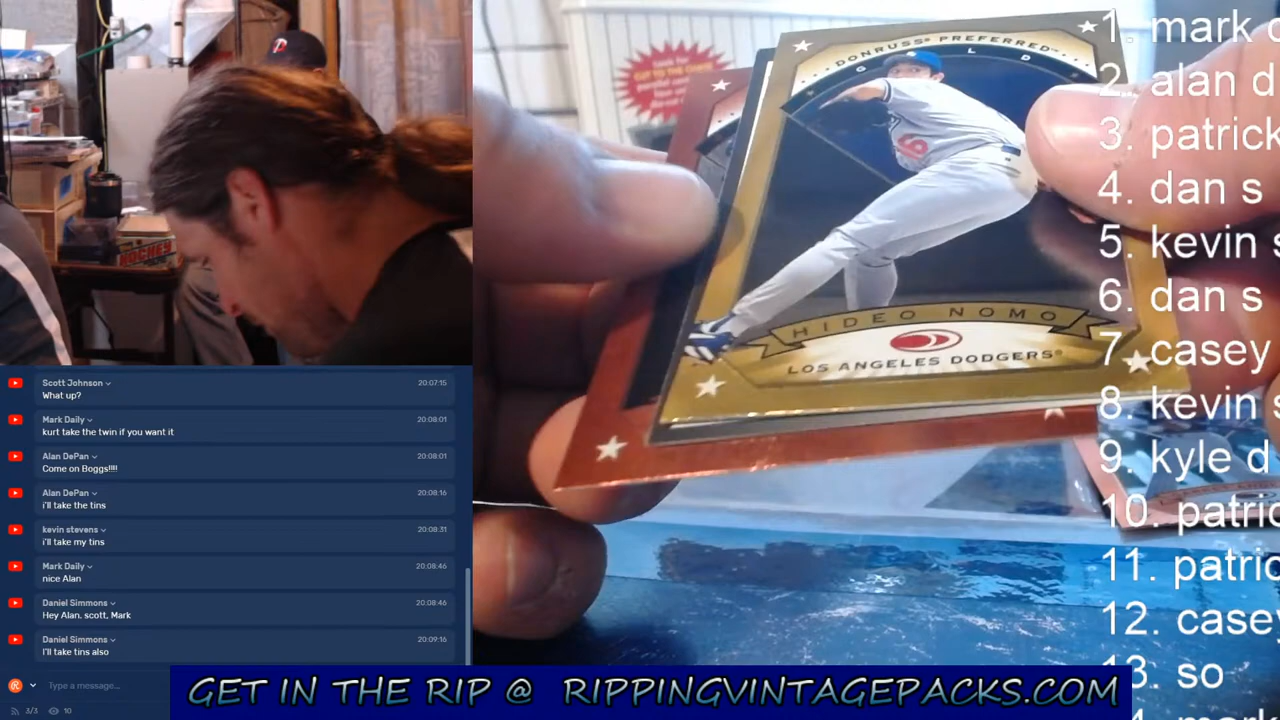 Scott Johnson
20:07:15
What up?
Mark Daily
20:08:01
kurt take the twin if you want it
Alan DePan
20:08:01
Come on Boggs!!!!
Alan DePan
20:08:16
i'll take the tins
kevin stevens
20:08:31
i'll take my tins
Mark Daily
20:08:46
nice Alan
Daniel Simmons
20:08:46
Hey Alan, scott, Mark
Daniel Simmons
20:09:16
I'll take tins also
Type a message...
3/3
10
HOCKEY
DONRUSS PREFERRED
GOLD
16
HIDEO NOMO
LOS ANGELES DODGERS
1. mark
2. alan d
3. patrick
4. dan s
5. kevin s
6. dan s
7. casey
8. kevin s
9. kyle d
10. patric
11. patric
12. casey
13. so
GET IN THE RIP @ RIPPINGVINTAGEPACKS.COM